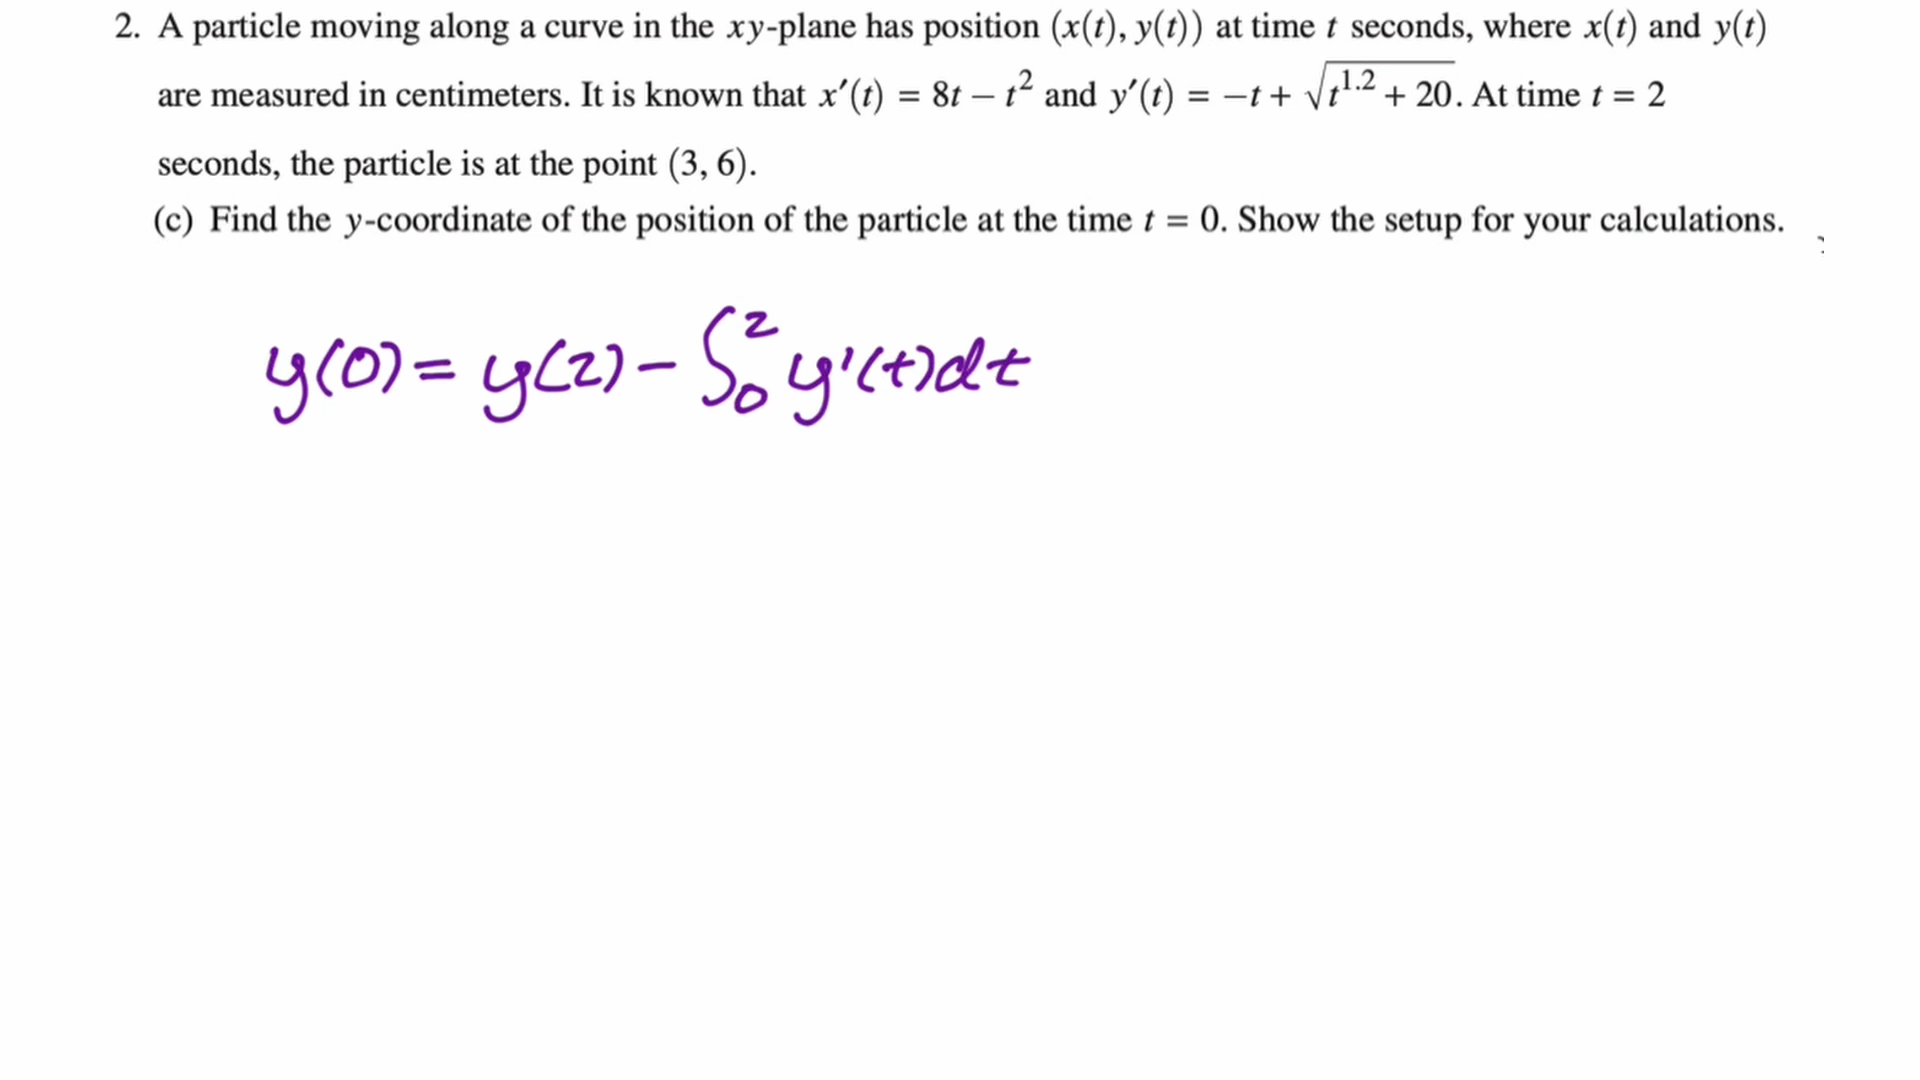 2. A particle moving along a curve in the xy-plane has position (x(t), y(t)) at time t seconds, where x(t) and y(t)
are measured in centimeters. It is known that x′(t) = 8t − t² and y′(t) = −t + √(t^1.2 + 20). At time t = 2
seconds, the particle is at the point (3, 6).
(c) Find the y-coordinate of the position of the particle at the time t = 0. Show the setup for your calculations.
y(0) = y(2) − ∫₀² y'(t)dt